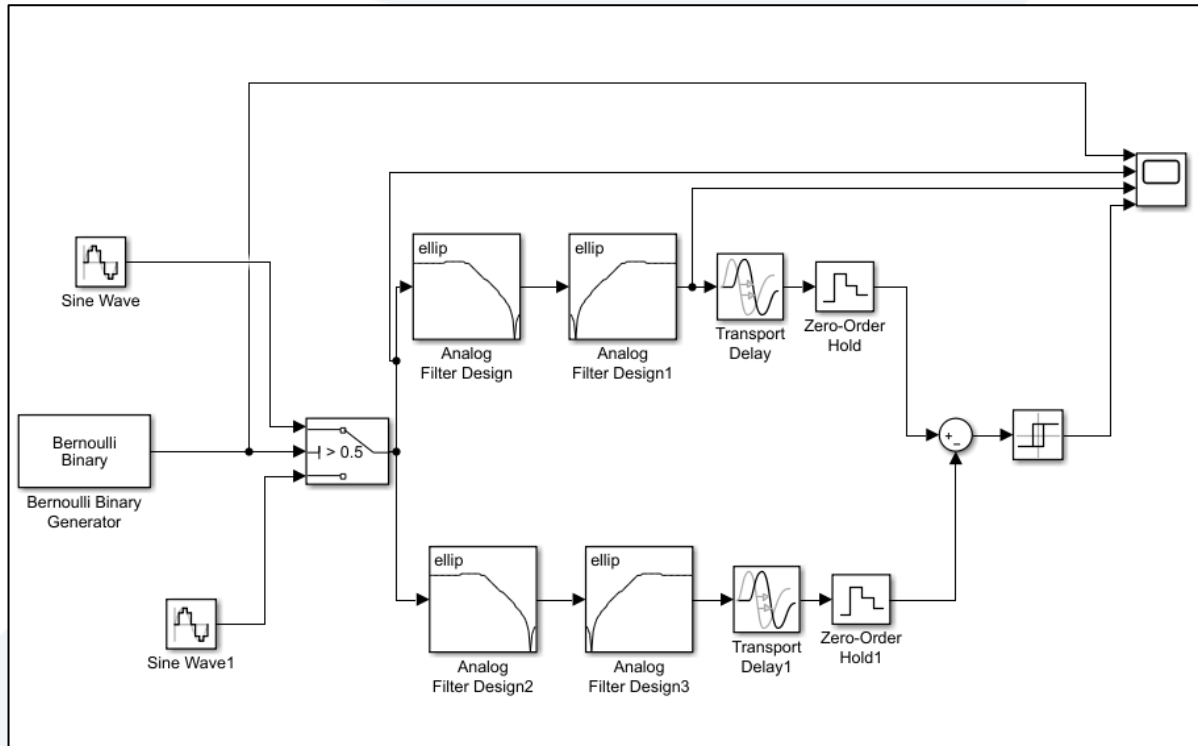 ellip
ellip
Sine Wave
Analog
Filter Design
Analog
Filter Design1
Transport
Delay
Zero-Order
Hold
Bernoulli
Binary
> 0.5
Bernoulli Binary
Generator
+
−
ellip
ellip
Sine Wave1
Analog
Filter Design2
Analog
Filter Design3
Transport
Delay1
Zero-Order
Hold1